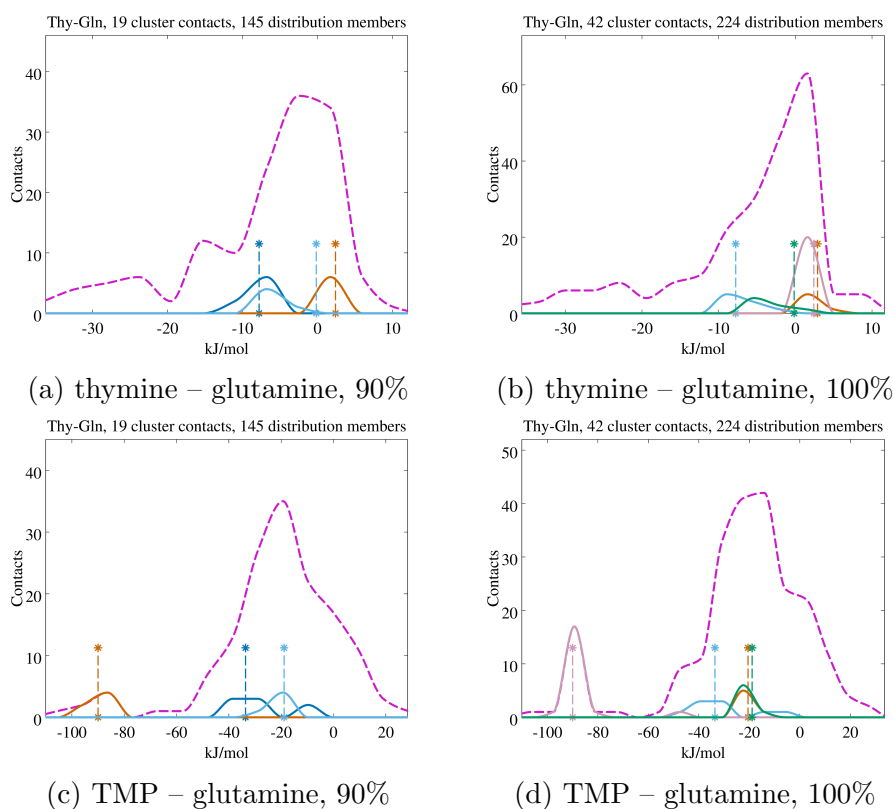 Thy-Gln, 19 cluster contacts, 145 distribution members
Contacts
40
30
20
10
0
-30
-20
-10
0
10
kJ/mol
(a) thymine – glutamine, 90%
Thy-Gln, 42 cluster contacts, 224 distribution members
Contacts
60
40
20
0
-30
-20
-10
0
10
kJ/mol
(b) thymine – glutamine, 100%
Thy-Gln, 19 cluster contacts, 145 distribution members
Contacts
40
30
20
10
0
-100
-80
-60
-40
-20
0
20
kJ/mol
(c) TMP – glutamine, 90%
Thy-Gln, 42 cluster contacts, 224 distribution members
Contacts
50
40
30
20
10
0
-100
-80
-60
-40
-20
0
20
kJ/mol
(d) TMP – glutamine, 100%